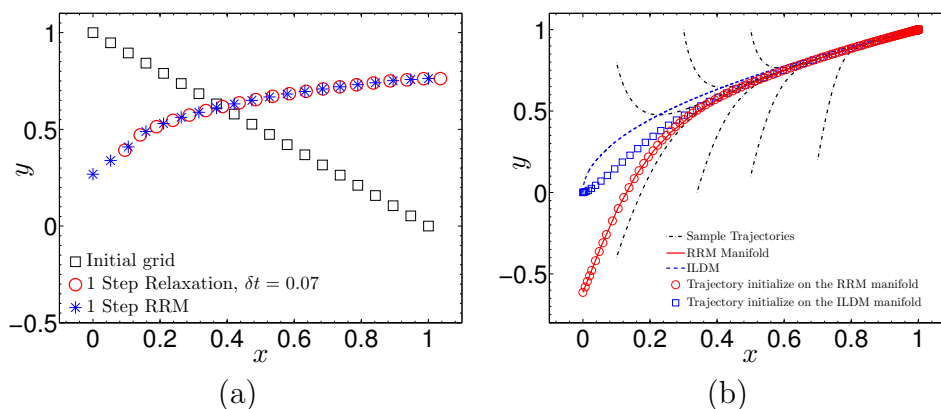 1
0.5
0
−0.5
y
0
0.2
0.4
0.6
0.8
1
x
Initial grid
1 Step Relaxation, δt = 0.07
1 Step RRM
(a)
1
0.5
0
−0.5
y
0
0.2
0.4
0.6
0.8
1
x
Sample Trajectories
RRM Manifold
ILDM
Trajectory initialize on the RRM manifold
Trajectory initialize on the ILDM manifold
(b)